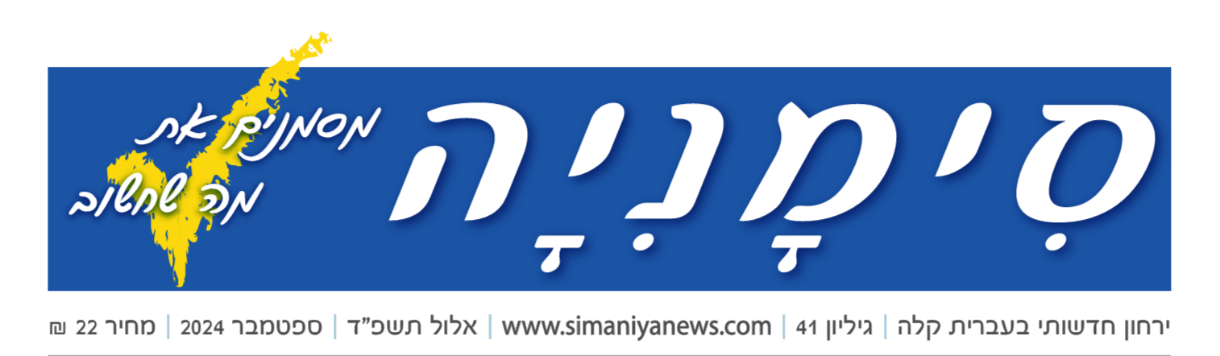 סִימָנִיָה
מסמנים את
מה שחשוב
ירחון חדשותי בעברית קלה | גיליון 41 | www.simaniyanews.com | אלול תשפ"ד | ספטמבר 2024 | מחיר 22 ₪